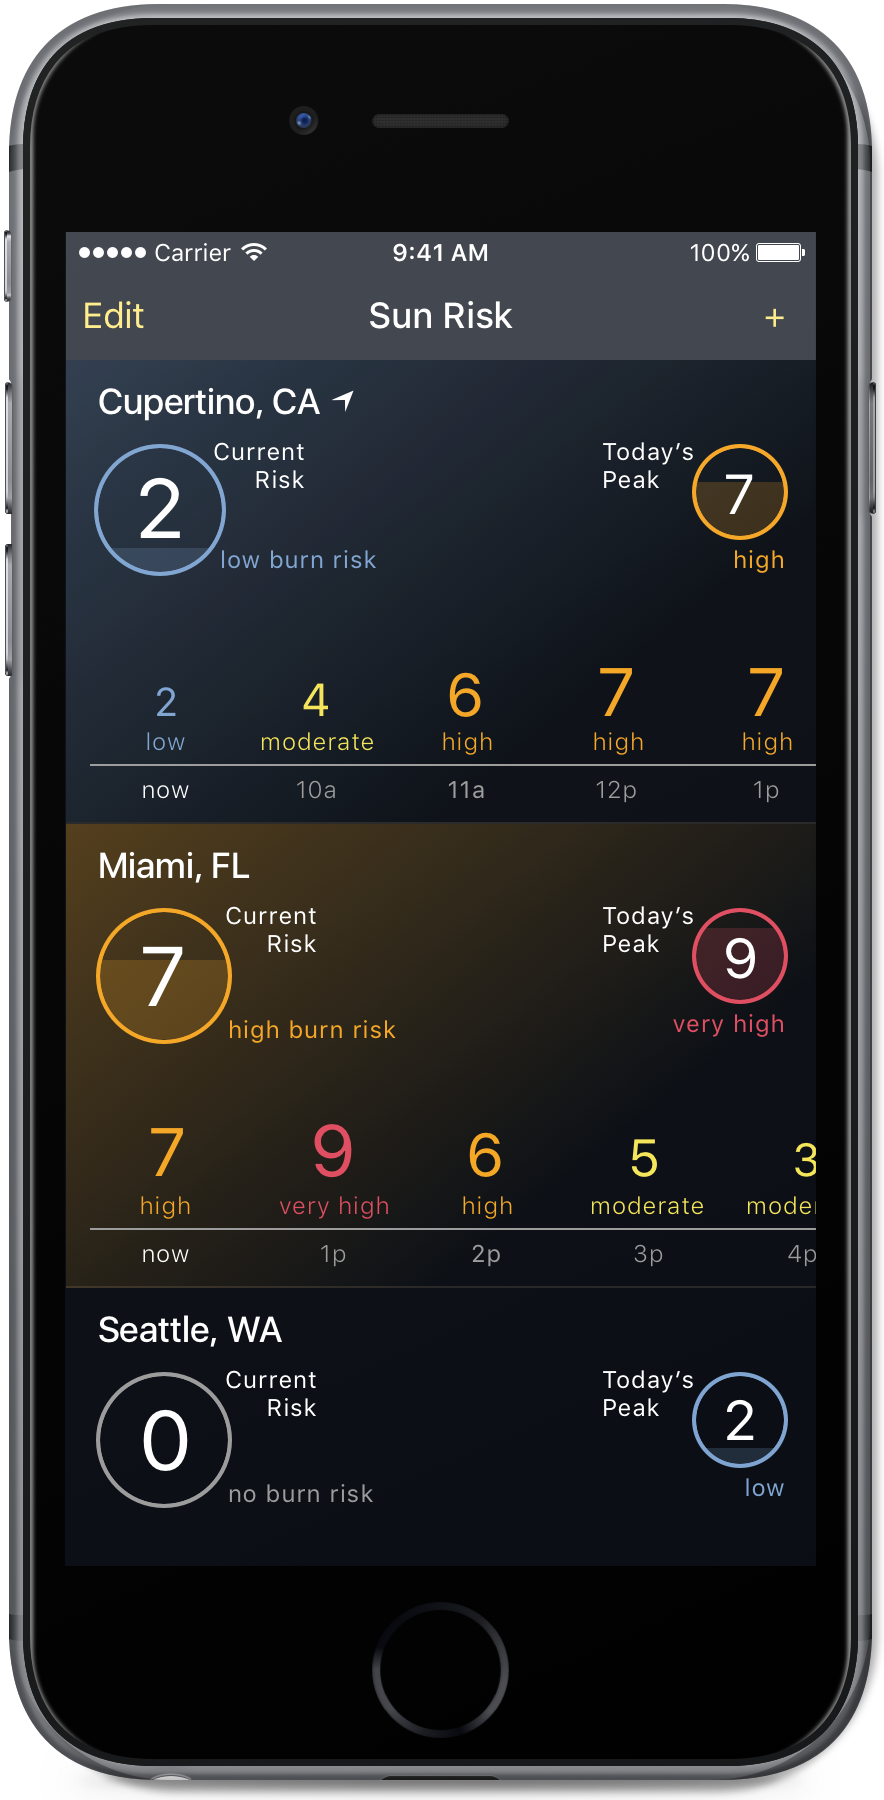 Carrier 9:41 AM 100%
Edit Sun Risk +
Cupertino, CA
Current Today’s
Risk Peak
2 7
low burn risk high
2 4 6 7 7
low moderate high high high
now 10a 11a 12p 1p
Miami, FL
Current Today’s
Risk Peak
7 9
high burn risk very high
7 9 6 5 3
high very high high moderate moder
now 1p 2p 3p 4p
Seattle, WA
Current Today’s
Risk Peak
0 2
no burn risk low